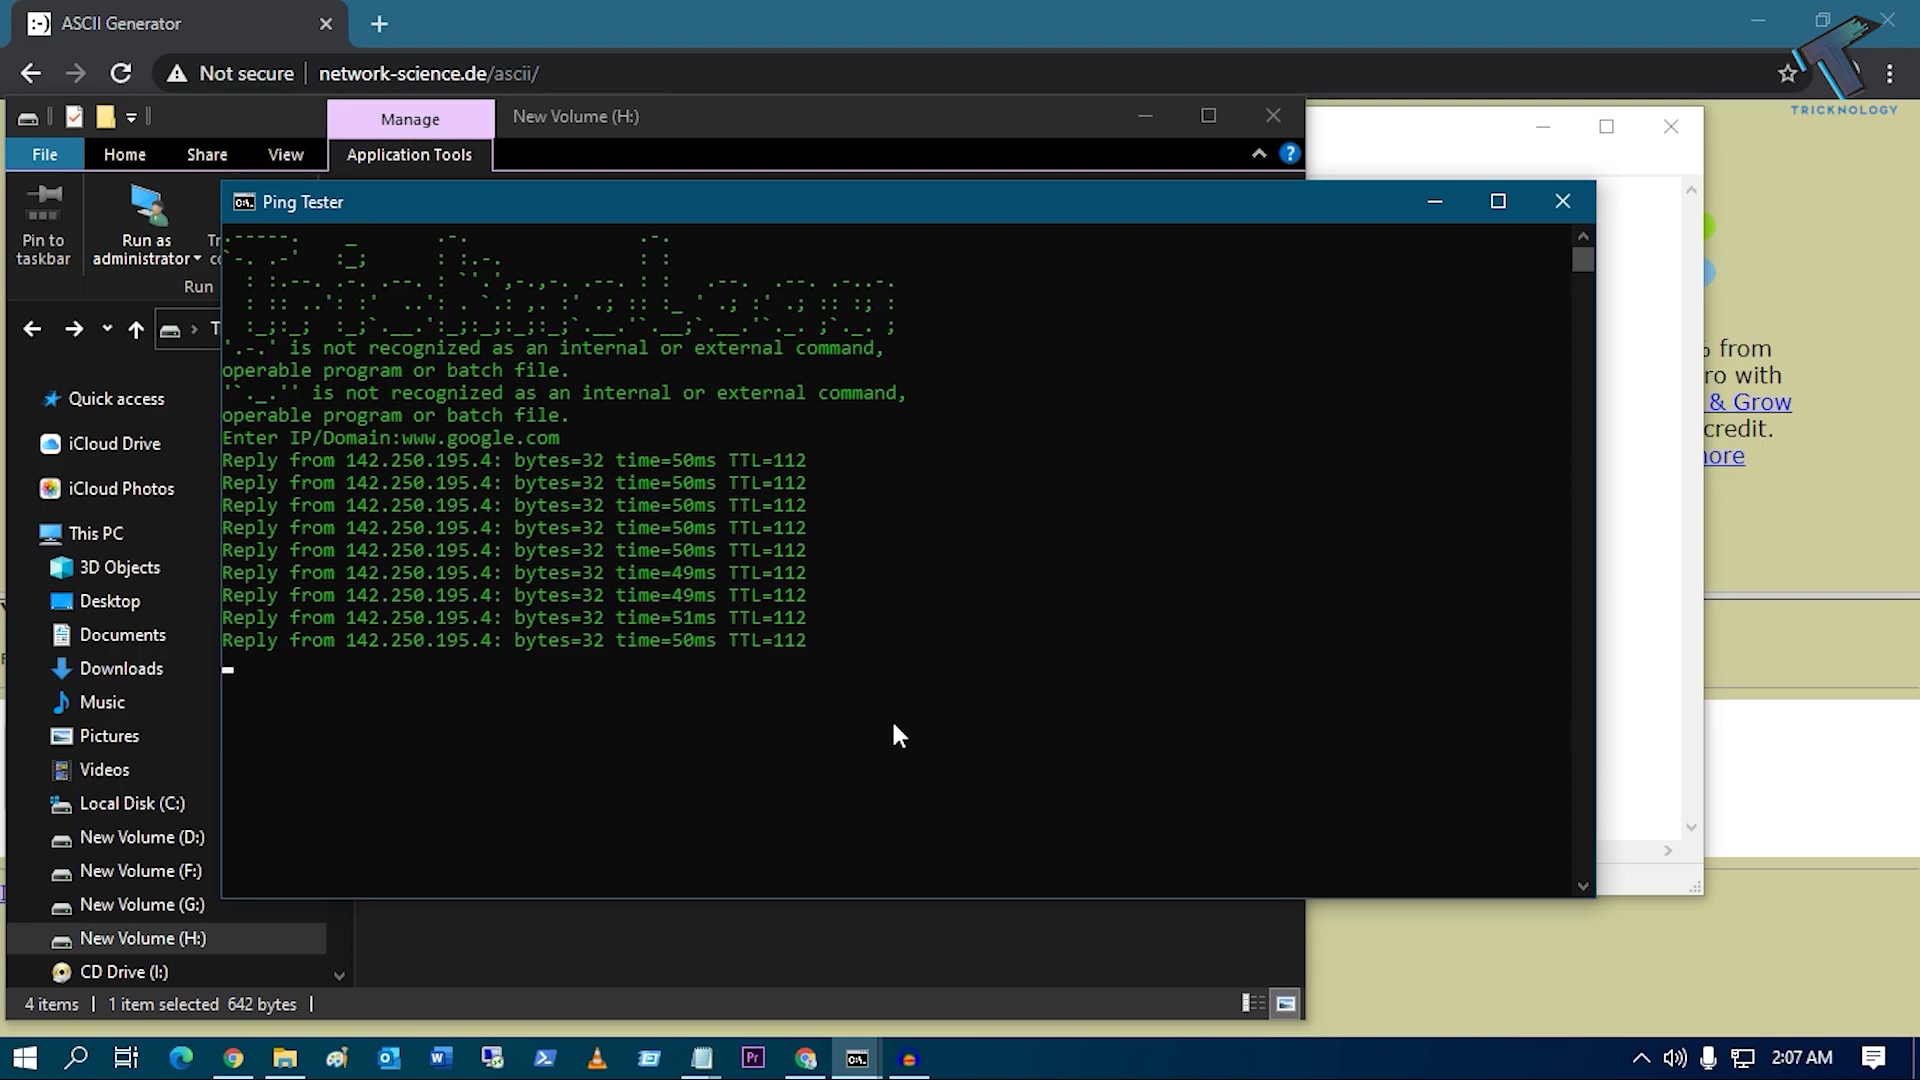 ASCII Generator
Not secure
network-science.de/ascii/
TRICKNOLOGY
Manage
New Volume (H:)
File
Home
Share
View
Application Tools
Pin to
taskbar
Run as
administrator
Run
Ping Tester
'.-.' is not recognized as an internal or external command,
operable program or batch file.
'`._.'' is not recognized as an internal or external command,
operable program or batch file.
Enter IP/Domain:www.google.com
Reply from 142.250.195.4: bytes=32 time=50ms TTL=112
Reply from 142.250.195.4: bytes=32 time=50ms TTL=112
Reply from 142.250.195.4: bytes=32 time=50ms TTL=112
Reply from 142.250.195.4: bytes=32 time=50ms TTL=112
Reply from 142.250.195.4: bytes=32 time=50ms TTL=112
Reply from 142.250.195.4: bytes=32 time=49ms TTL=112
Reply from 142.250.195.4: bytes=32 time=49ms TTL=112
Reply from 142.250.195.4: bytes=32 time=51ms TTL=112
Reply from 142.250.195.4: bytes=32 time=50ms TTL=112
Quick access
iCloud Drive
iCloud Photos
This PC
3D Objects
Desktop
Documents
Downloads
Music
Pictures
Videos
Local Disk (C:)
New Volume (D:)
New Volume (F:)
New Volume (G:)
New Volume (H:)
CD Drive (I:)
from
with
& Grow
credit.
4 items
1 item selected 642 bytes
2:07 AM